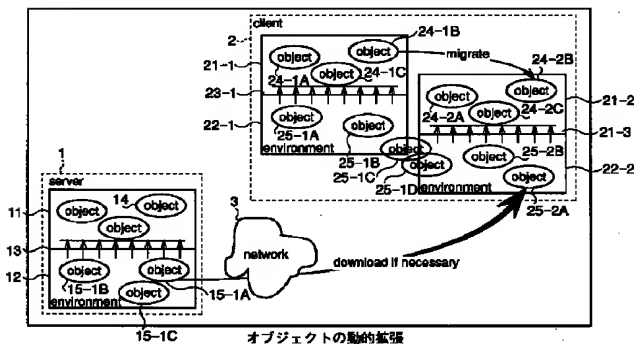 client
2
object
24-1B
21-1
object
migrate
24-2B
24-1A
object
24-1C
object
23-1
object
21-2
24-2A
object
24-2C
22-1
object
25-1A
object
21-3
environment
25-1B
object
object
25-2B
25-1C
object
22-2
25-1D
environment
object
25-2A
1
server
14
object
11
object
object
3
13
network
download if necessary
12
object
object
15-1B
15-1A
environment
object
15-1C
オブジェクトの動的拡張